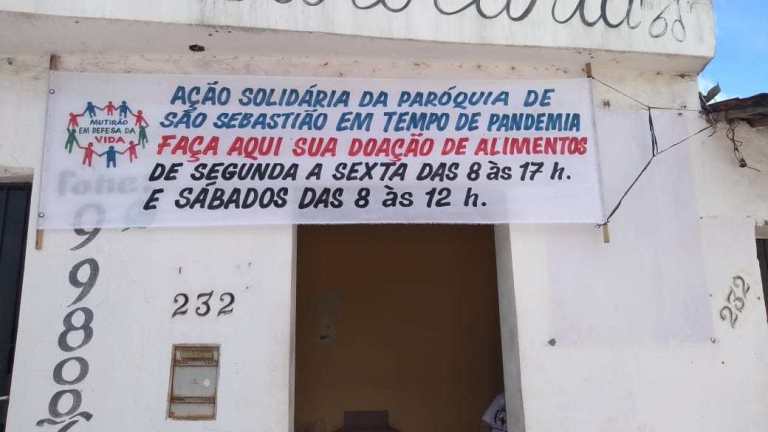 AÇÃO SOLIDÁRIA DA PARÓQUIA DE
SÃO SEBASTIÃO EM TEMPO DE PANDEMIA
FAÇA AQUI SUA DOAÇÃO DE ALIMENTOS
DE SEGUNDA A SEXTA DAS 8 às 17 h.
E SÁBADOS DAS 8 às 12 h.
MUTIRÃO
EM DEFESA DA
VIDA
fone:
232
232